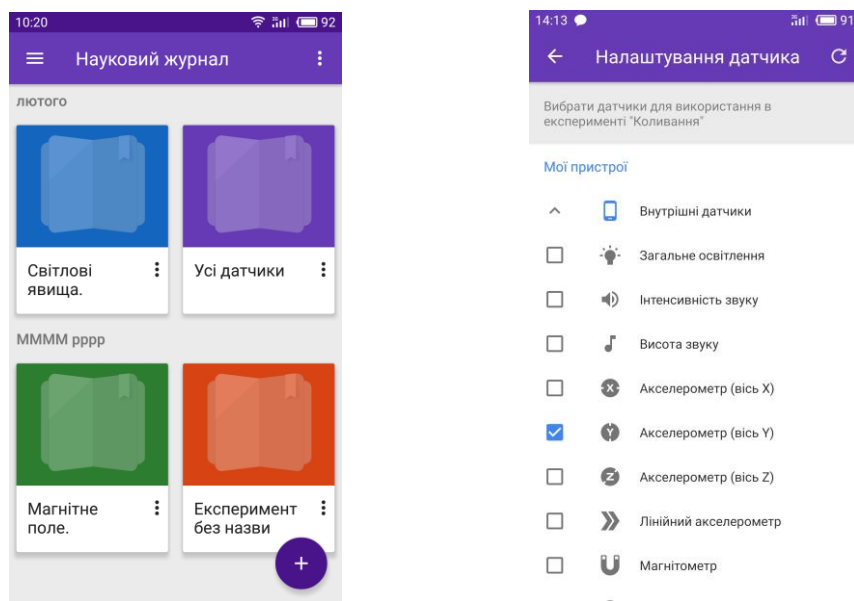 10:20
92
Науковий журнал
лютого
Світлові
явища.
Усі датчики
ММММ рррр
Магнітне
поле.
Експеримент
без назви
+
14:13
91
Налаштування датчика
Вибрати датчики для використання в
експерименті "Коливання"
Мої пристрої
Внутрішні датчики
Загальне освітлення
Інтенсивність звуку
Висота звуку
X
Акселерометр (вісь X)
Y
Акселерометр (вісь Y)
Z
Акселерометр (вісь Z)
Лінійний акселерометр
Магнітометр